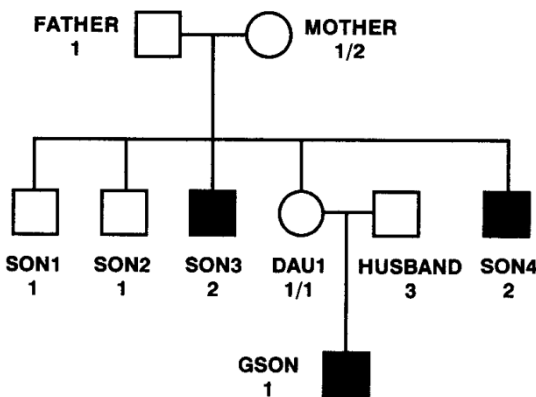 FATHER
1
MOTHER
1/2
SON1
1
SON2
1
SON3
2
DAU1
1/1
HUSBAND
3
SON4
2
GSON
1